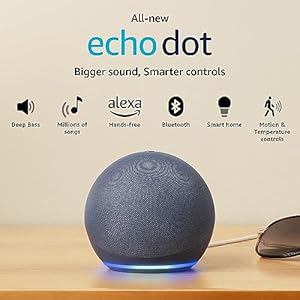 All-new
echo dot
Bigger sound, Smarter controls
alexa
Deep Bass
Millions of
songs
Hands-free
Bluetooth
Smart home
Motion &
Temperature
controls